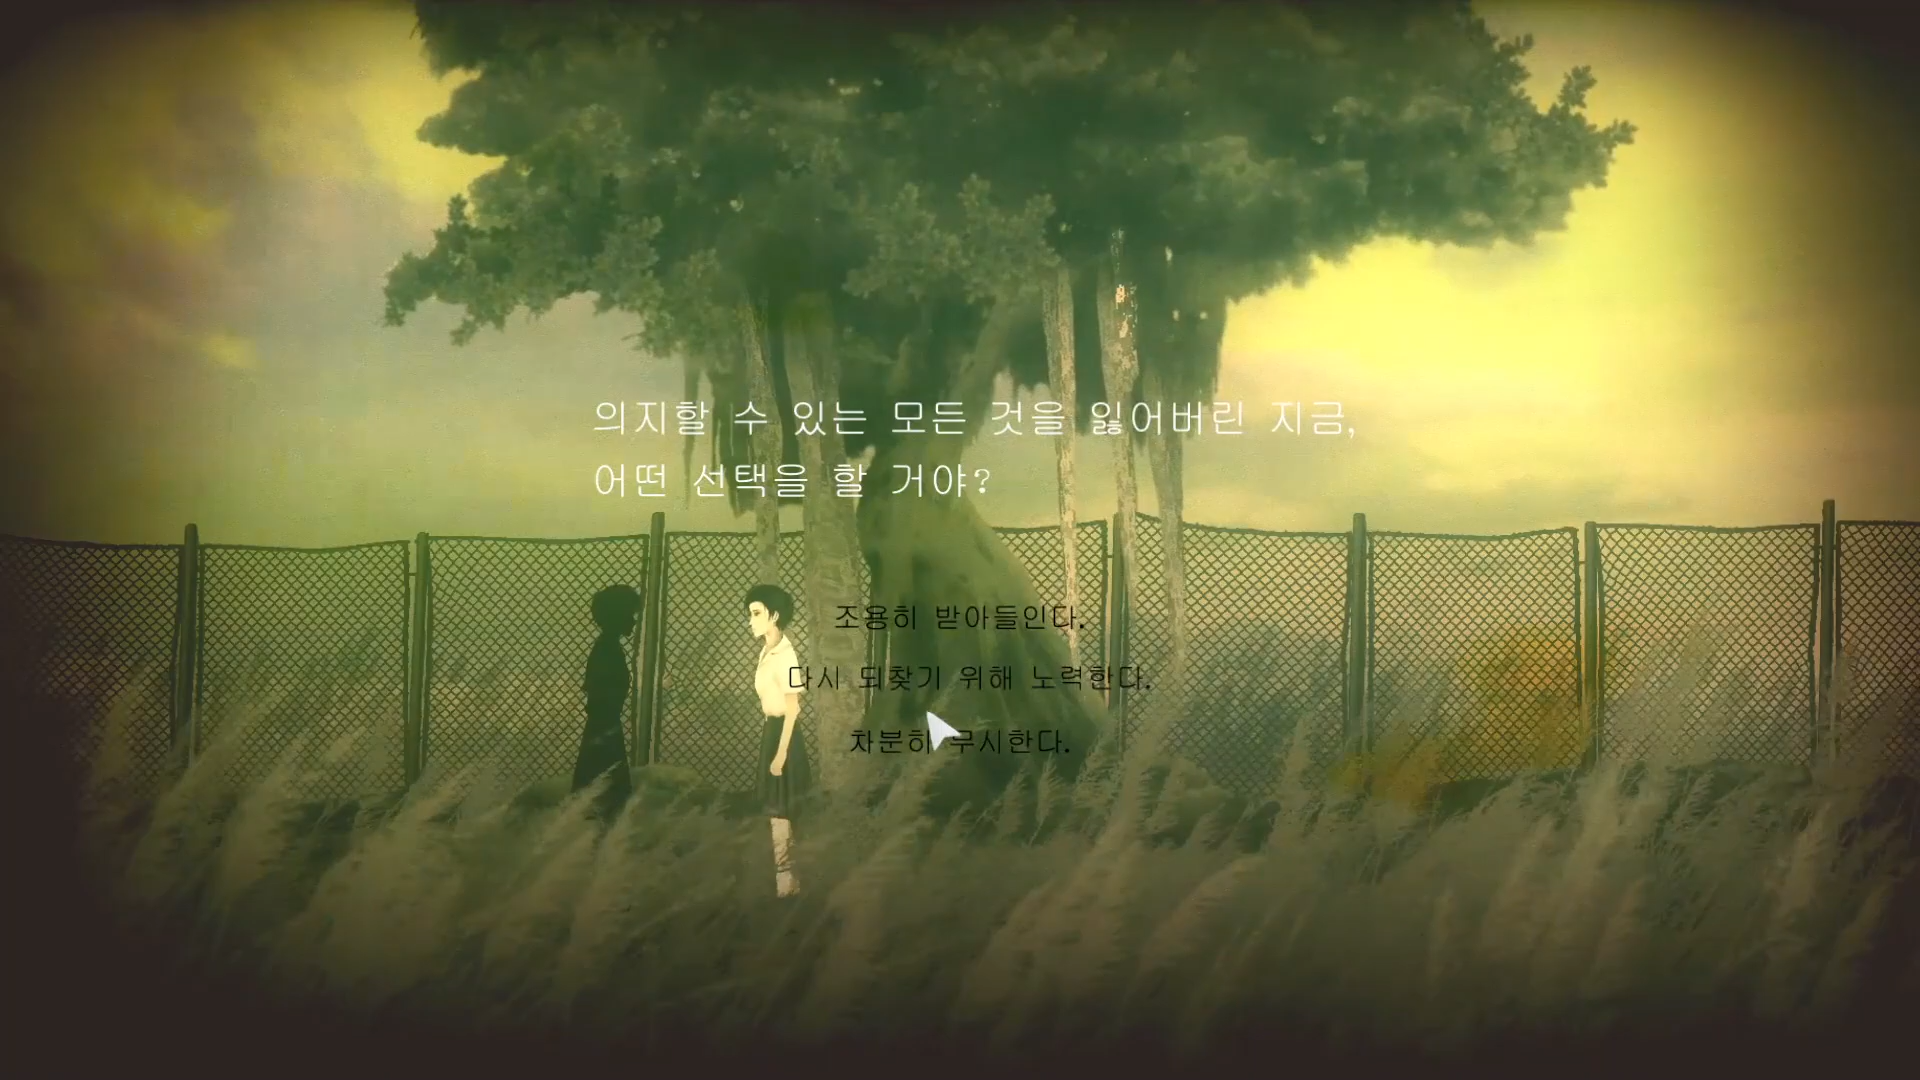 의지할 수 있는 모든 것을 잃어버린 지금,
어떤 선택을 할 거야?
조용히 받아들인다.
다시 되찾기 위해 노력한다.
차분히 무시한다.